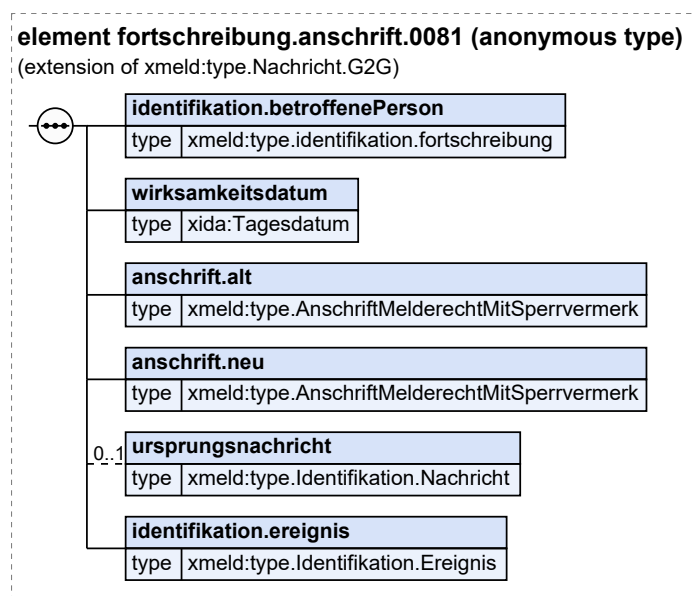 element fortschreibung.anschrift.0081 (anonymous type)
(extension of xmeld:type.Nachricht.G2G)
identifikation.betroffenePerson
type xmeld:type.identifikation.fortschreibung
wirksamkeitsdatum
type xida:Tagesdatum
anschrift.alt
type xmeld:type.AnschriftMelderechtMitSperrvermerk
anschrift.neu
type xmeld:type.AnschriftMelderechtMitSperrvermerk
0..1 ursprungsnachricht
type xmeld:type.Identifikation.Nachricht
identifikation.ereignis
type xmeld:type.Identifikation.Ereignis